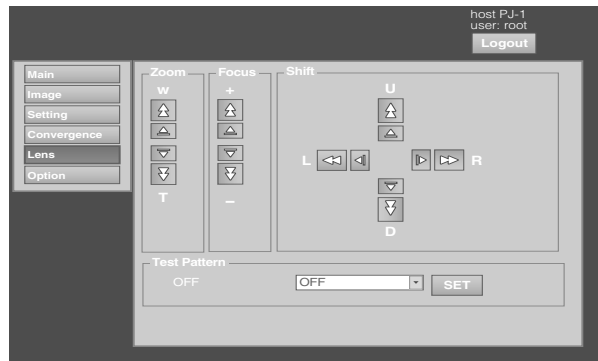 host PJ-1
user: root
Logout
Main
Image
Setting
Convergence
Lens
Option
Zoom
W
T
Focus
+
–
Shift
U
L
R
D
Test Pattern
OFF
OFF
SET